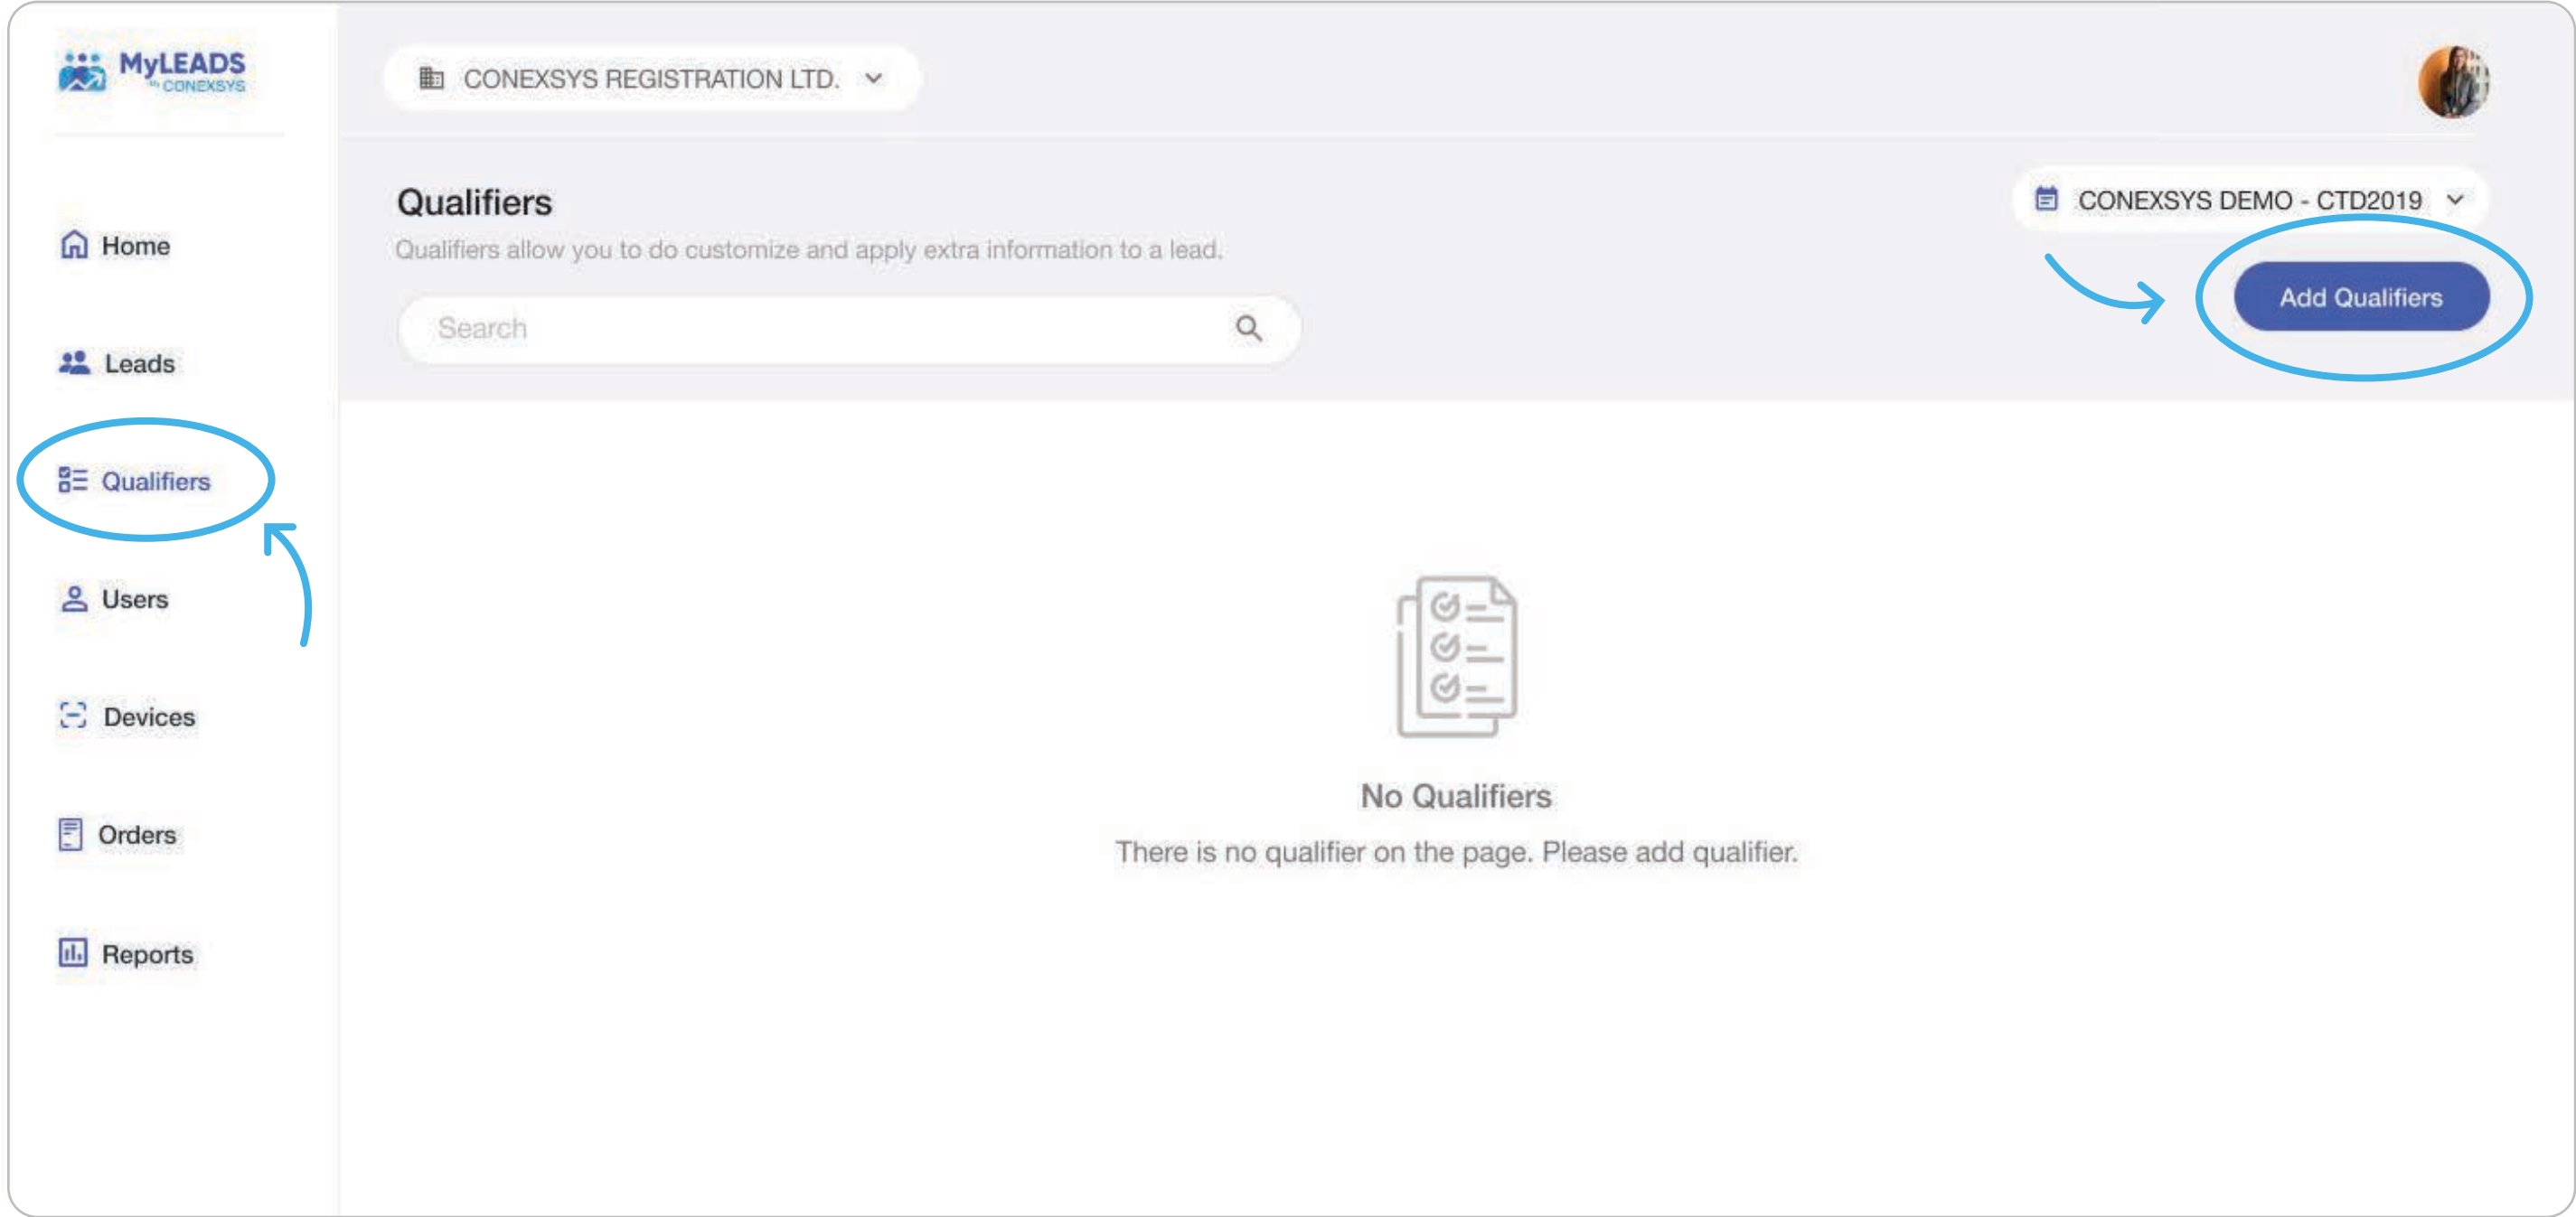 MyLEADS
BY CONEXSYS
CONEXSYS REGISTRATION LTD.
Qualifiers
CONEXSYS DEMO - CTD2019
Qualifiers allow you to do customize and apply extra information to a lead.
Add Qualifiers
Search
Home
Leads
Qualifiers
Users
Devices
Orders
Reports
No Qualifiers
There is no qualifier on the page. Please add qualifier.